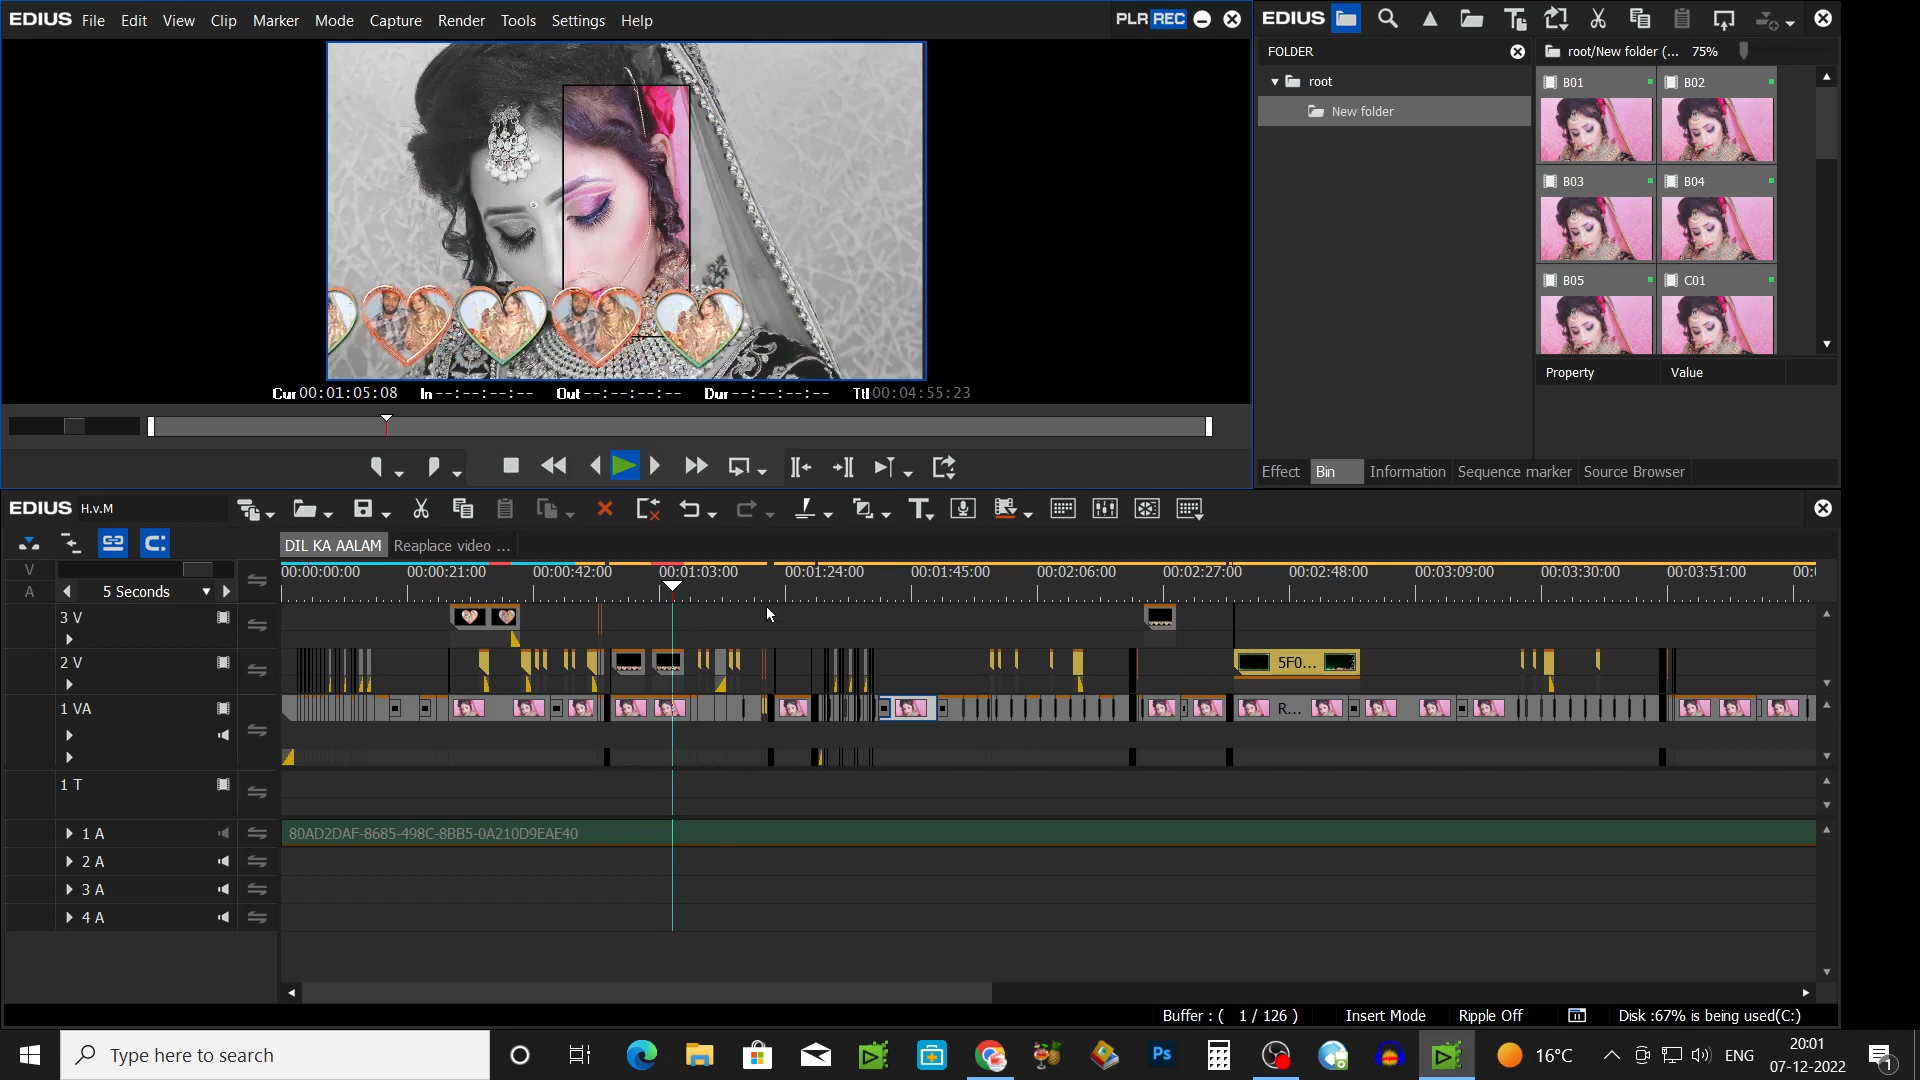 EDIUS File Edit View Clip Marker Mode Capture Render Tools Settings Help PLR REC
Cur 00:01:05:08 In --:--:--:-- Out --:--:--:-- Dur --:--:--:-- Ttl 00:04:55:23
EDIUS
FOLDER
root
New folder
root/New folder (... 75%
B01 B02
B03 B04
B05 C01
Property Value
Effect Bin Information Sequence marker Source Browser
EDIUS H.v.M
DIL KA AALAM Reaplace video ...
V
A
5 Seconds
00:00:00:00 00:00:21:00 00:00:42:00 00:01:03:00 00:01:24:00 00:01:45:00 00:02:06:00 00:02:27:00 00:02:48:00 00:03:09:00 00:03:30:00 00:03:51:00
3 V
2 V
5F0...
1 VA
R...
1 T
1 A
80AD2DAF-8685-498C-8BB5-0A210D9EAE40
2 A
3 A
4 A
Buffer : ( 1 / 126 ) Insert Mode Ripple Off Disk :67% is being used(C:)
Type here to search
Ps
16°C
ENG
20:01
07-12-2022
1